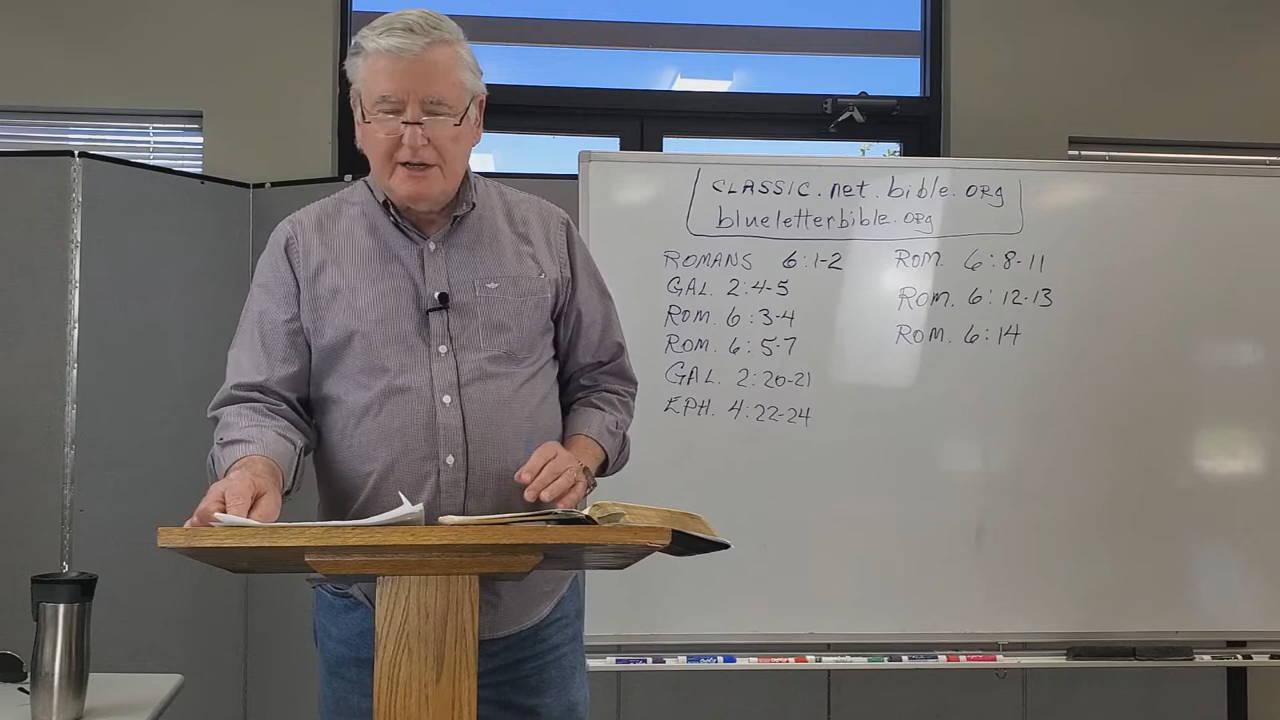 CLASSIC.net.bible.ORG
blueletterbible.org
ROMANS 6:1-2
GAL. 2:4-5
ROM. 6:3-4
ROM. 6:5-7
GAL. 2:20-21
EPH. 4:22-24
ROM. 6:8-11
ROM. 6:12-13
ROM. 6:14